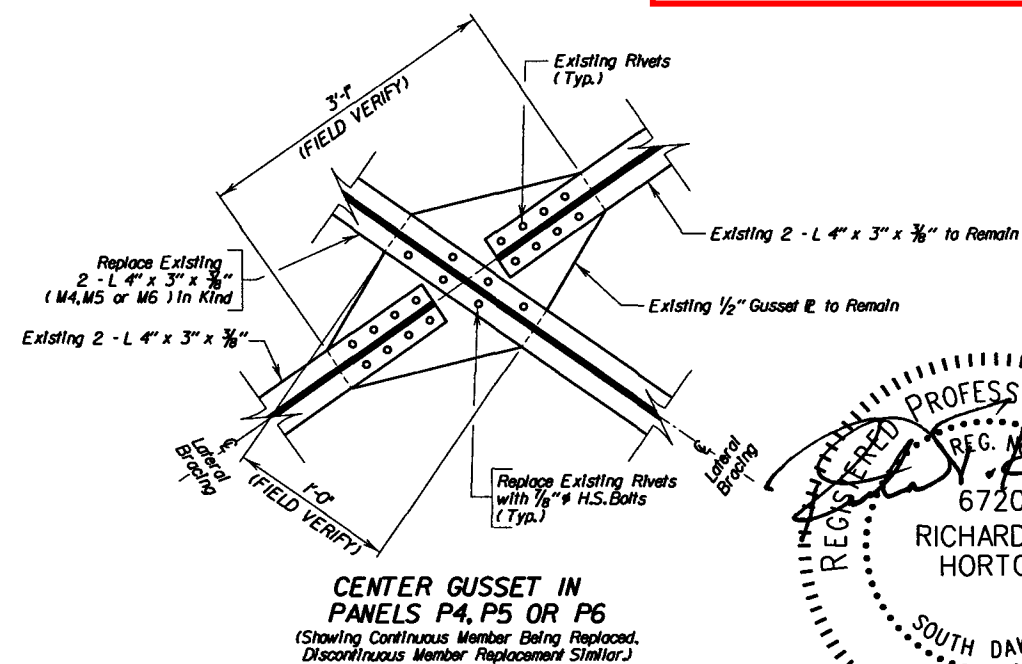 3'-1"
(FIELD VERIFY)
Existing Rivets
(Typ.)
Existing 2 - L 4" x 3" x 3/8" to Remain
Replace Existing
2 - L 4" x 3" x 3/8"
(M4,M5 or M6) in Kind
Existing 1/2" Gusset ⅊ to Remain
Existing 2 - L 4" x 3" x 3/8"
℄
Lateral
Bracing
℄
Lateral
Bracing
1'-0"
(FIELD VERIFY)
Replace Existing Rivets
with 7/8" ø H.S. Bolts
(Typ.)
CENTER GUSSET IN
PANELS P4, P5 OR P6
(Showing Continuous Member Being Replaced.
Discontinuous Member Replacement Similar.)
REGISTERED PROFESS
REG. N
6720
RICHARD
HORTO
SOUTH DAK